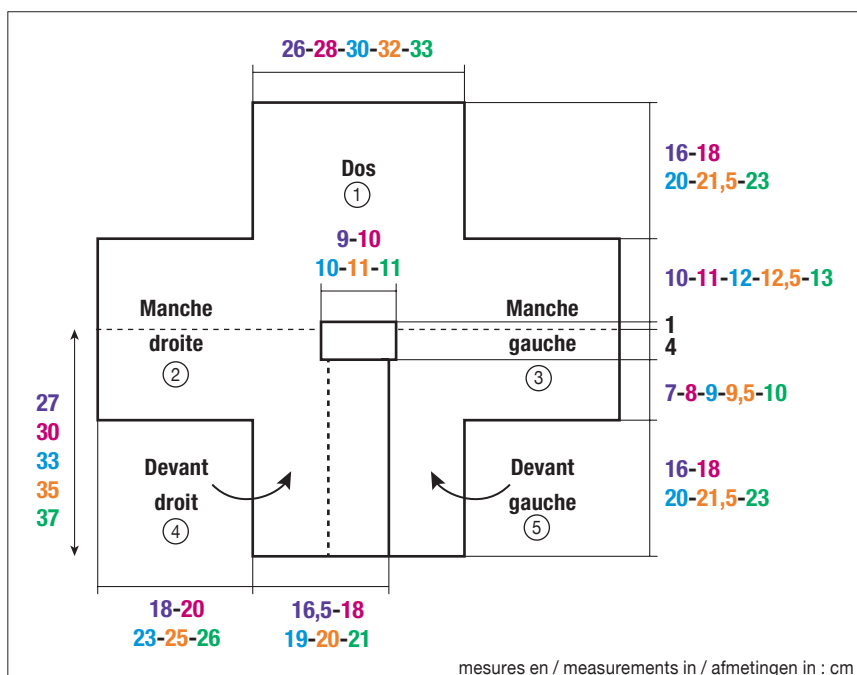 26-28-30-32-33
16-18
20-21,5-23
Dos
1
9-10
10-11-11
10-11-12-12,5-13
Manche
droite
2
Manche
gauche
3
1
4
7-8-9-9,5-10
27
30
33
35
37
Devant
droit
4
Devant
gauche
5
16-18
20-21,5-23
18-20
23-25-26
16,5-18
19-20-21
mesures en / measurements in / afmetingen in : cm